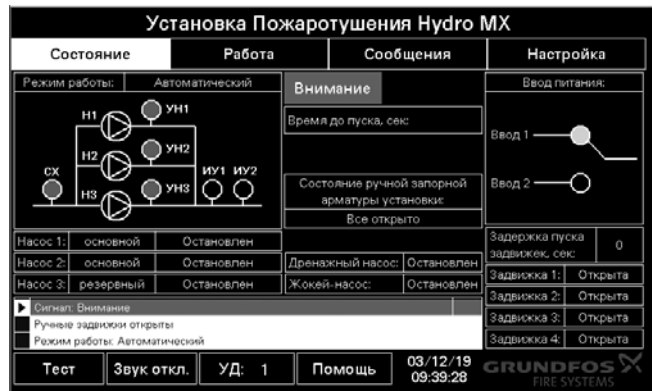 Установка Пожаротушения Hydro MX
Состояние Работа Сообщения Настройка
Режим работы: Автоматический
Внимание
Ввод питания:
Н1 УН1
Н2 УН2
СХ ИУ1 ИУ2
Н3 УН3
Время до пуска, сек:
Состояние ручной запорной
арматуры установки:
Все открыто
Ввод 1
Ввод 2
Насос 1: основной Остановлен
Насос 2: основной Остановлен
Насос 3: резервный Остановлен
Дренажный насос: Остановлен
Жокей-насос: Остановлен
Задержка пуска
задвижек, сек: 0
Задвижка 1: Открыта
Задвижка 2: Открыта
Задвижка 3: Открыта
Задвижка 4: Открыта
Сигнал: Внимание
Ручные задвижки открыты
Режим работы: Автоматический
Тест Звук откл. УД: 1 Помощь 03/12/19
09:39:28
GRUNDFOS
FIRE SYSTEMS